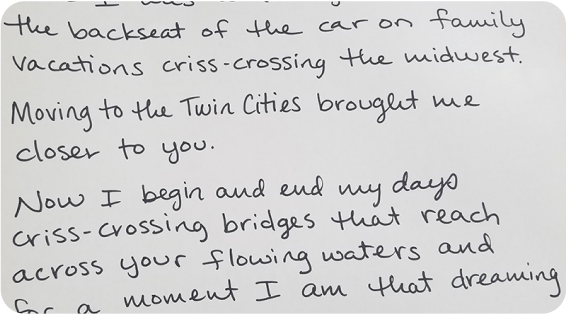 the backseat of the car on family
vacations criss-crossing the midwest.
Moving to the Twin Cities brought me
closer to you.
Now I begin and end my days
criss-crossing bridges that reach
across your flowing waters and
for a moment I am that dreaming